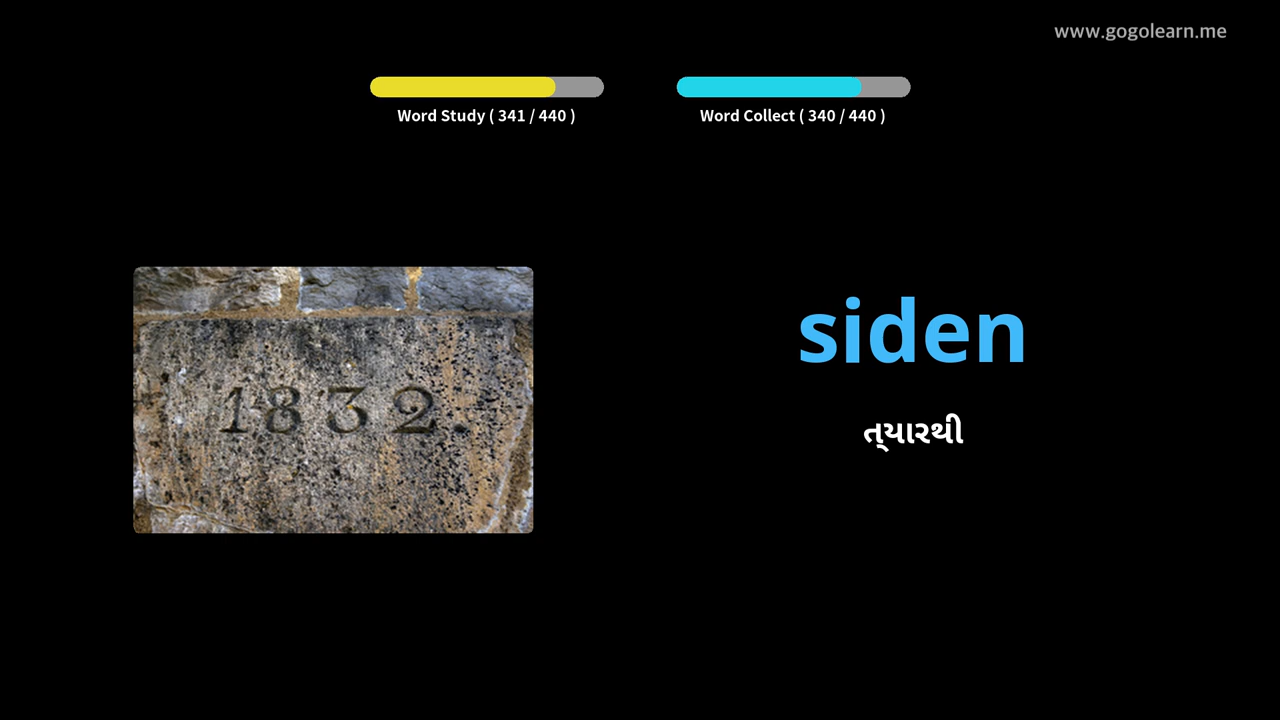 www.gogolearn.me
Word Study ( 341 / 440 )
Word Collect ( 340 / 440 )
1832.
siden
ત્યારથી